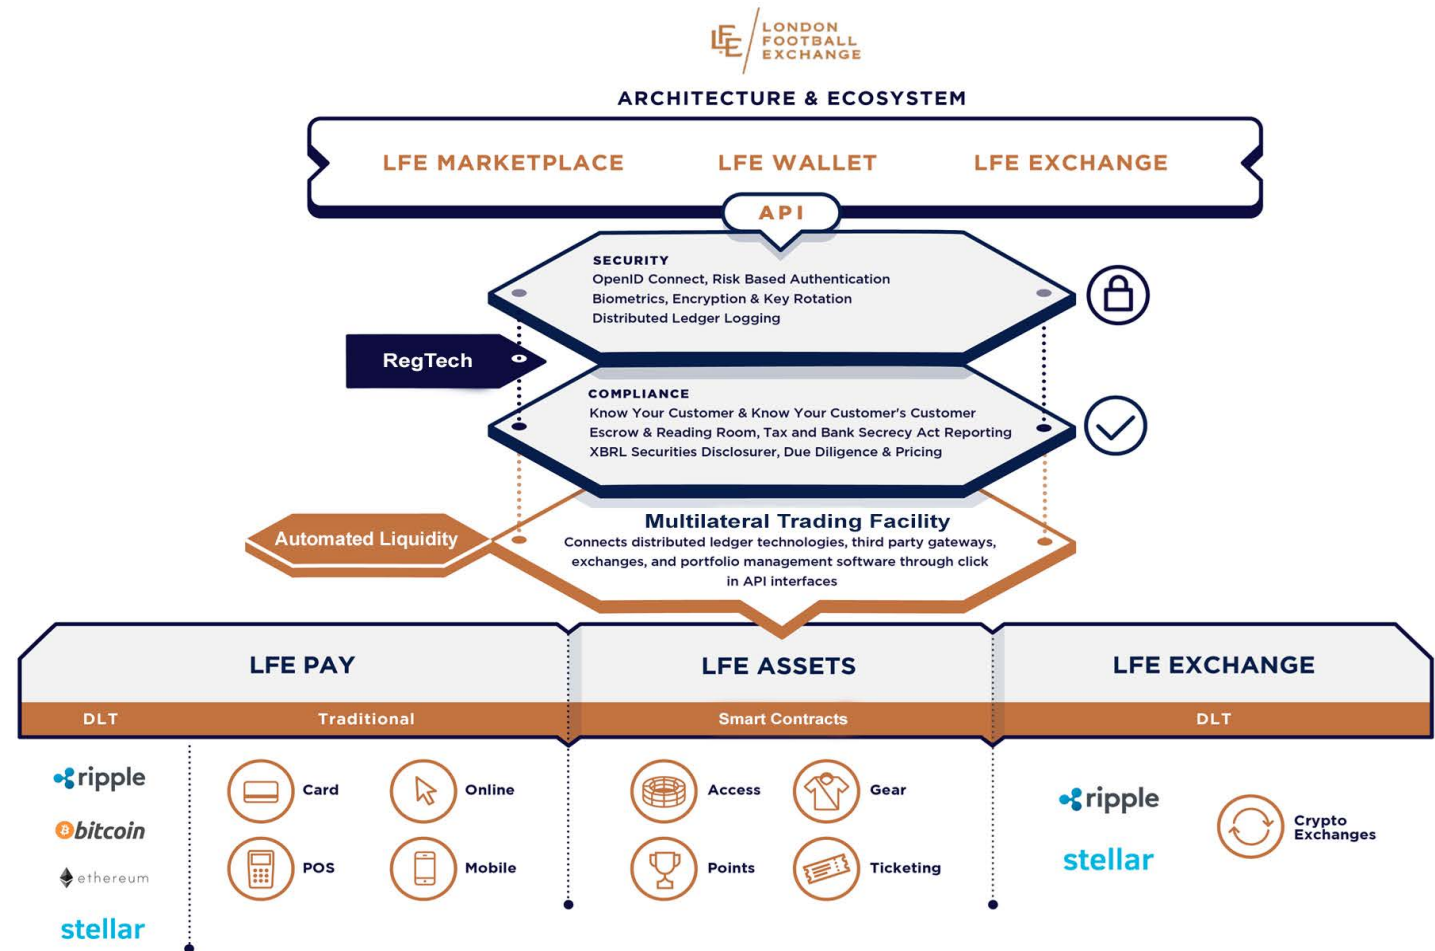 LFE
LONDON
FOOTBALL
EXCHANGE
ARCHITECTURE & ECOSYSTEM
LFE MARKETPLACE
LFE WALLET
LFE EXCHANGE
API
SECURITY
OpenID Connect, Risk Based Authentication
Biometrics, Encryption & Key Rotation
Distributed Ledger Logging
RegTech
COMPLIANCE
Know Your Customer & Know Your Customer's Customer
Escrow & Reading Room, Tax and Bank Secrecy Act Reporting
XBRL Securities Disclosurer, Due Diligence & Pricing
Automated Liquidity
Multilateral Trading Facility
Connects distributed ledger technologies, third party gateways,
exchanges, and portfolio management software through click
in API interfaces
LFE PAY
LFE ASSETS
LFE EXCHANGE
DLT
Traditional
Smart Contracts
DLT
ripple
bitcoin
ethereum
stellar
Card
Online
POS
Mobile
Access
Gear
Points
Ticketing
ripple
stellar
Crypto
Exchanges